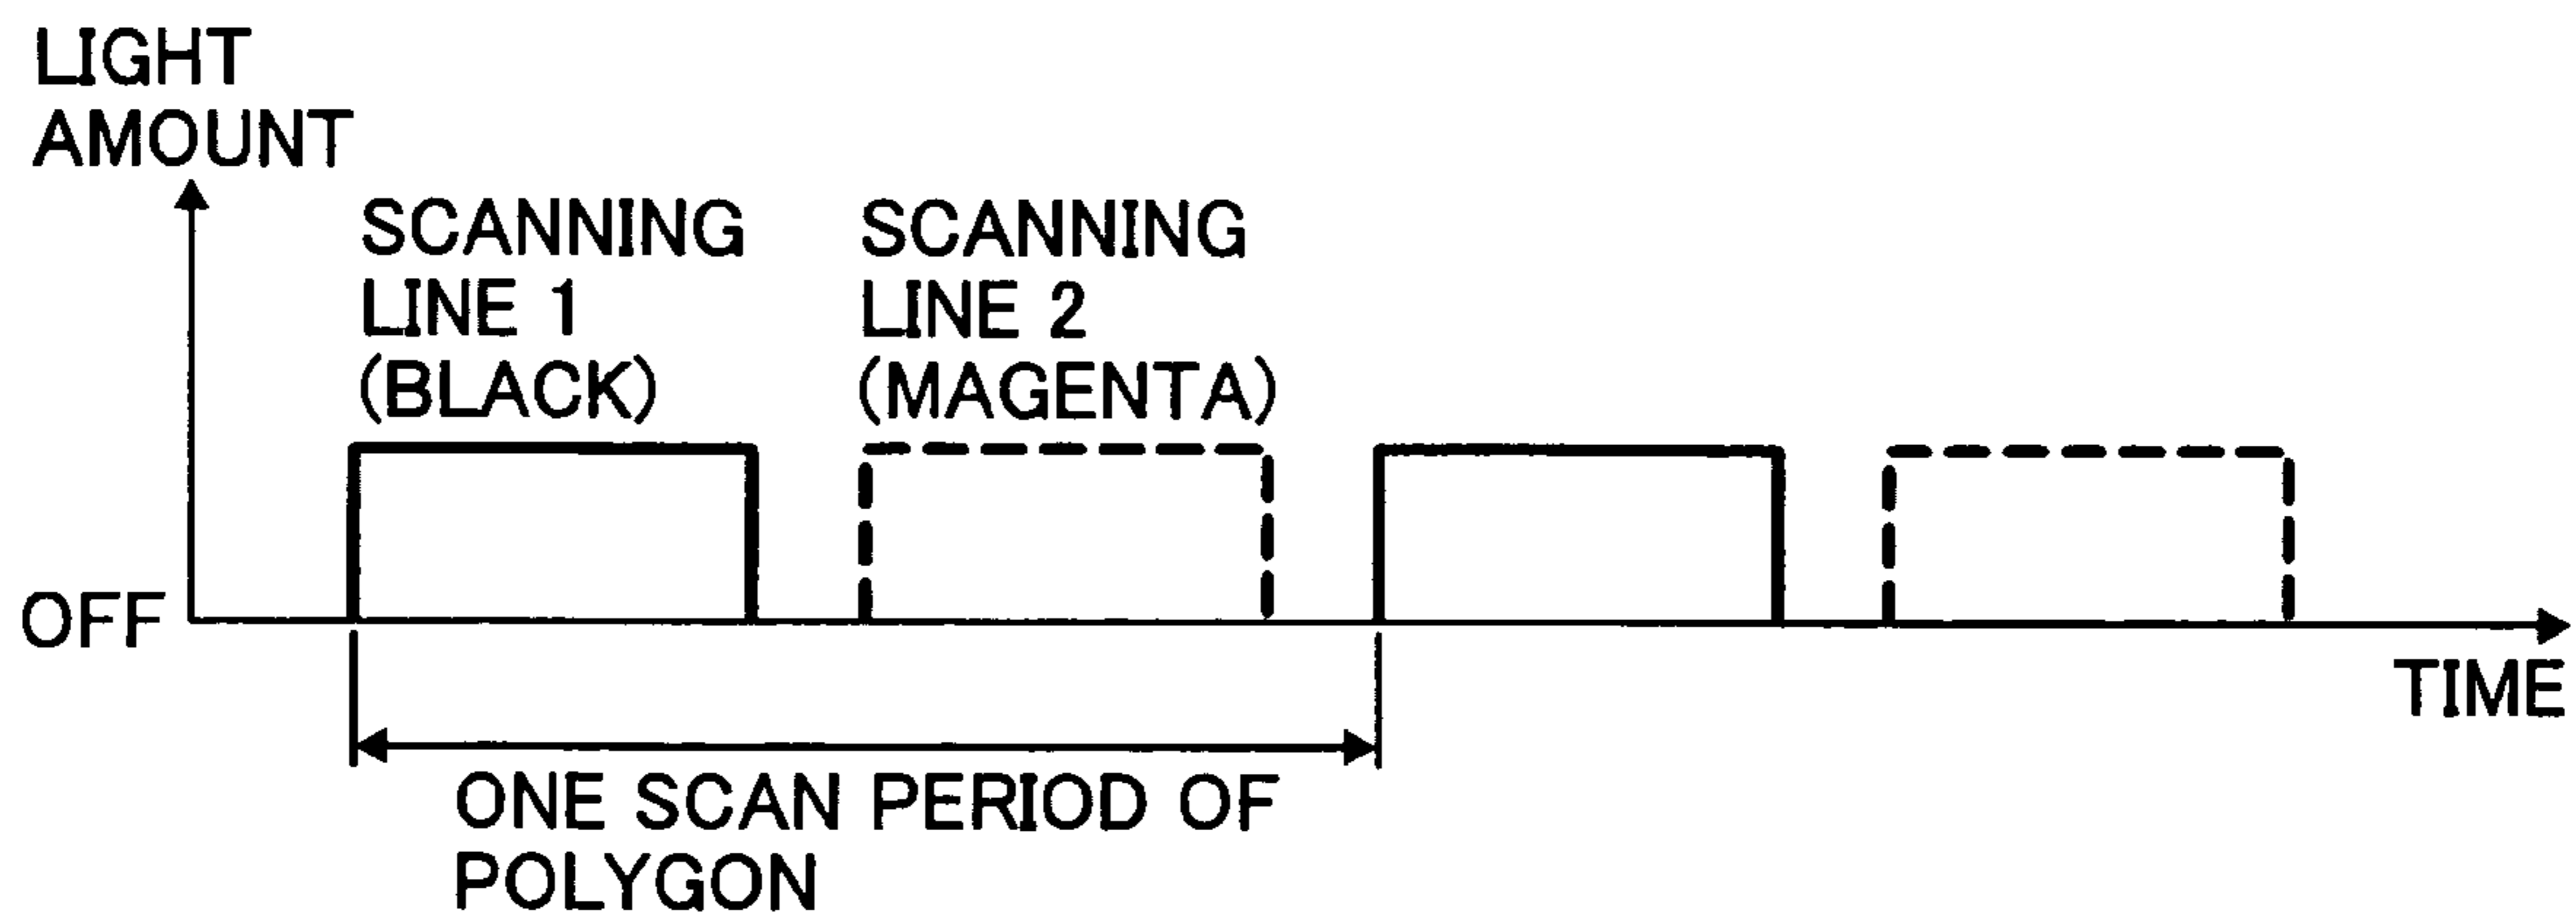 LIGHT
AMOUNT
SCANNING
LINE 1
(BLACK)
SCANNING
LINE 2
(MAGENTA)
OFF
TIME
ONE SCAN PERIOD OF
POLYGON